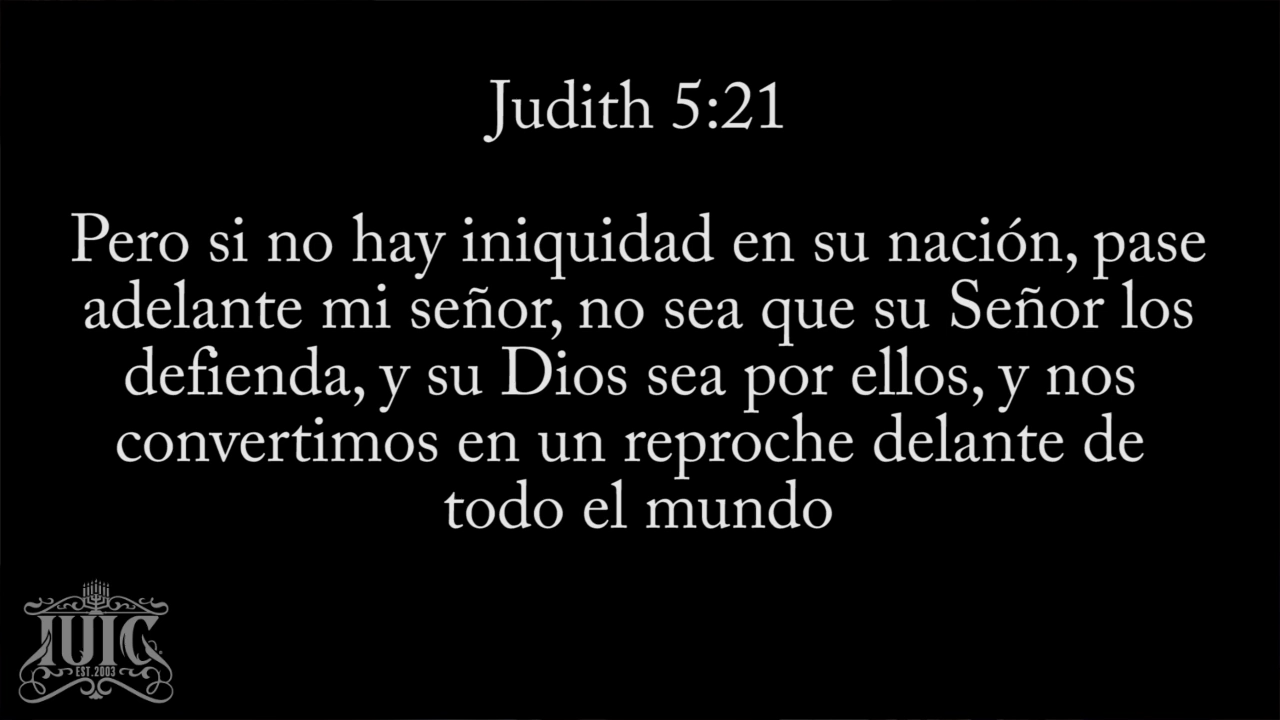 Judith 5:21
Pero si no hay iniquidad en su nación, pase
adelante mi señor, no sea que su Señor los
defienda, y su Dios sea por ellos, y nos
convertimos en un reproche delante de
todo el mundo
IUIC
EST. 2003